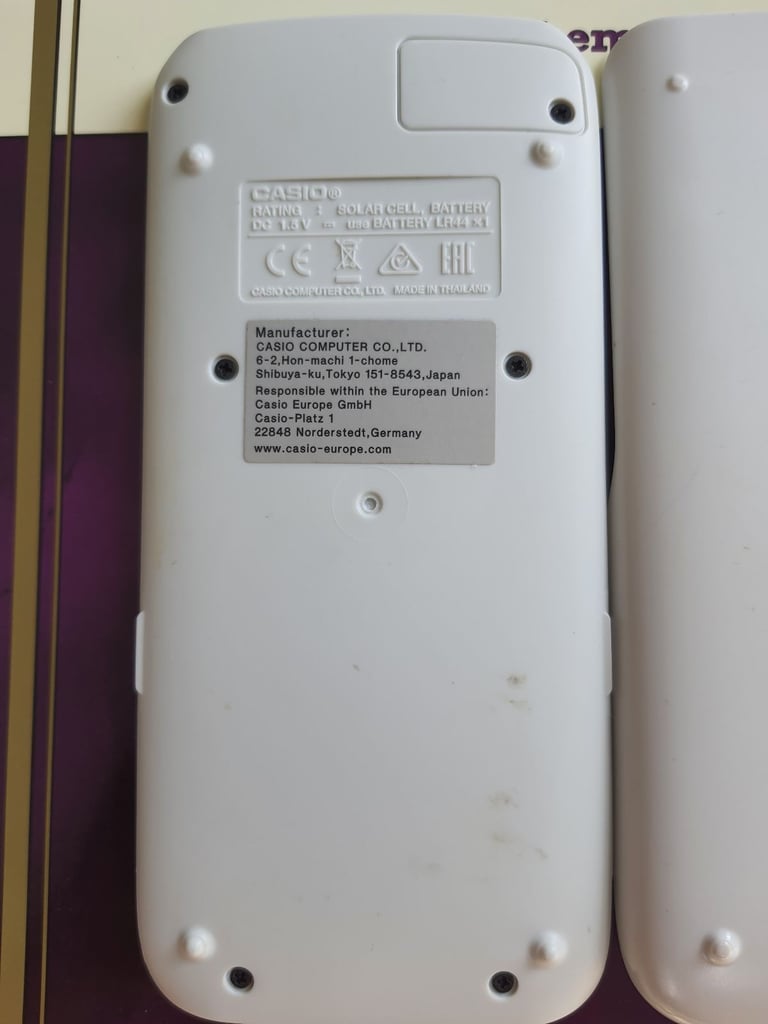 CASIO®
RATING : SOLAR CELL, BATTERY
DC 1.5 V ⎓ use BATTERY LR44 ×1
CE EAC
CASIO COMPUTER CO., LTD. MADE IN THAILAND
Manufacturer:
CASIO COMPUTER CO.,LTD.
6-2,Hon-machi 1-chome
Shibuya-ku,Tokyo 151-8543,Japan
Responsible within the European Union:
Casio Europe GmbH
Casio-Platz 1
22848 Norderstedt,Germany
www.casio-europe.com